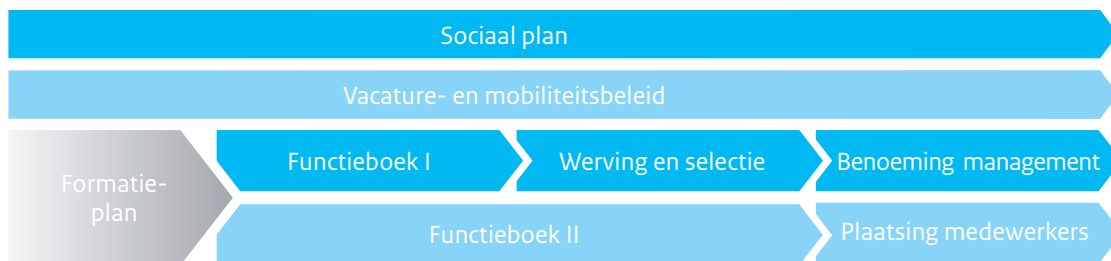 Sociaal plan
Vacature- en mobiliteitsbeleid
Formatie-
plan
Functieboek I
Werving en selectie
Benoeming management
Functieboek II
Plaatsing medewerkers